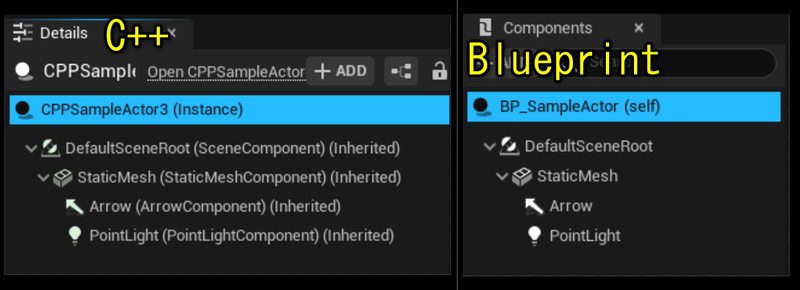 Details
C++
CPPSampl
Open CPPSampleActor
+ ADD
CPPSampleActor3 (Instance)
DefaultSceneRoot (SceneComponent) (Inherited)
StaticMesh (StaticMeshComponent) (Inherited)
Arrow (ArrowComponent) (Inherited)
PointLight (PointLightComponent) (Inherited)
Components
Blueprint
BP_SampleActor (self)
DefaultSceneRoot
StaticMesh
Arrow
PointLight